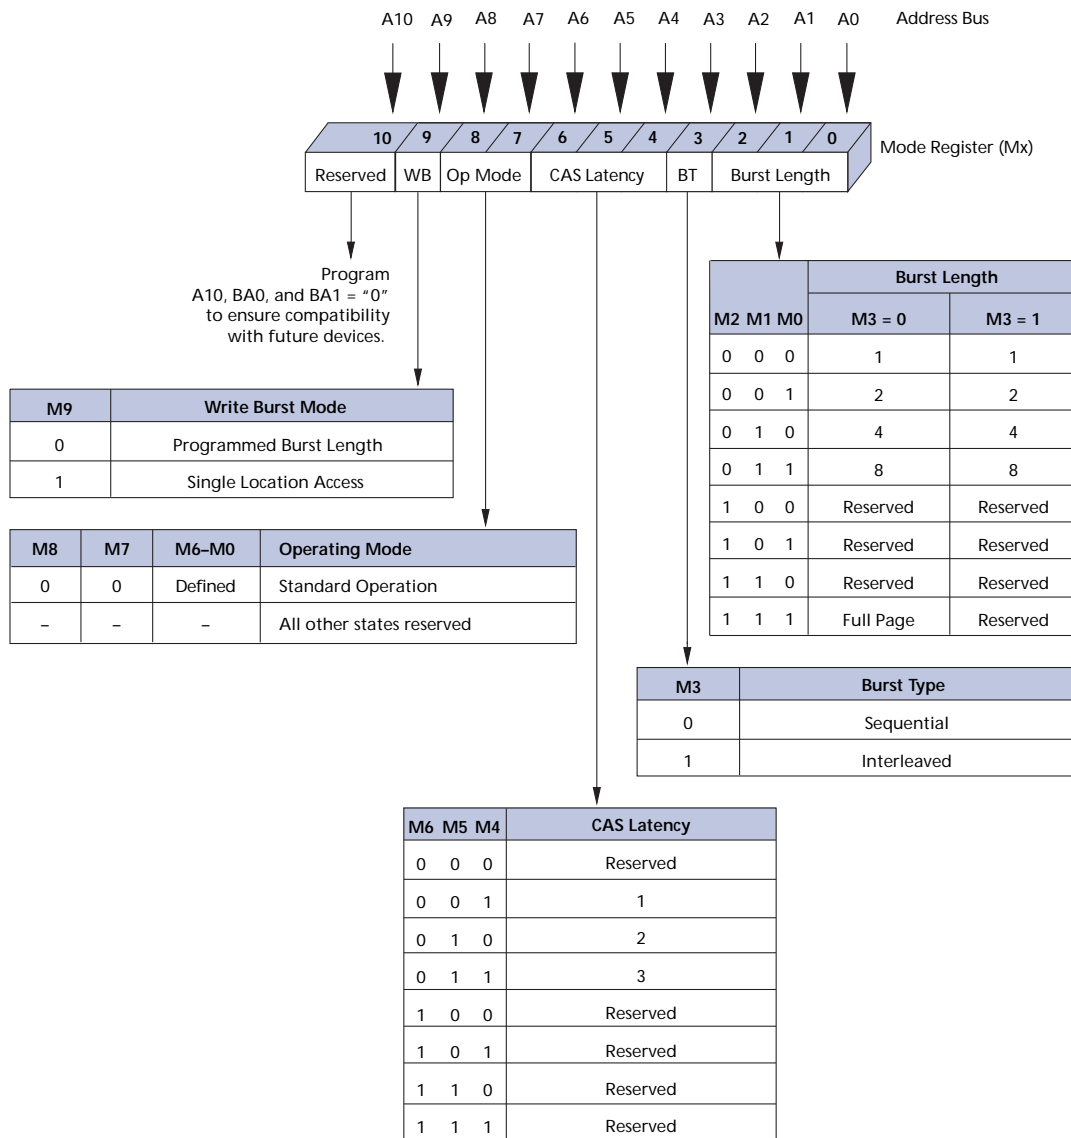 A10 A9 A8 A7 A6 A5 A4 A3 A2 A1 A0 Address Bus
10 9 8 7 6 5 4 3 2 1 0
Mode Register (Mx)
Reserved WB Op Mode CAS Latency BT Burst Length
Program
A10, BA0, and BA1 = “0”
to ensure compatibility
with future devices.
Burst Length
M2 M1 M0 M3 = 0 M3 = 1
0 0 0 1 1
0 0 1 2 2
0 1 0 4 4
0 1 1 8 8
1 0 0 Reserved Reserved
1 0 1 Reserved Reserved
1 1 0 Reserved Reserved
1 1 1 Full Page Reserved
M9 Write Burst Mode
0 Programmed Burst Length
1 Single Location Access
M8 M7 M6–M0 Operating Mode
0 0 Defined Standard Operation
– – – All other states reserved
M3 Burst Type
0 Sequential
1 Interleaved
M6 M5 M4 CAS Latency
0 0 0 Reserved
0 0 1 1
0 1 0 2
0 1 1 3
1 0 0 Reserved
1 0 1 Reserved
1 1 0 Reserved
1 1 1 Reserved